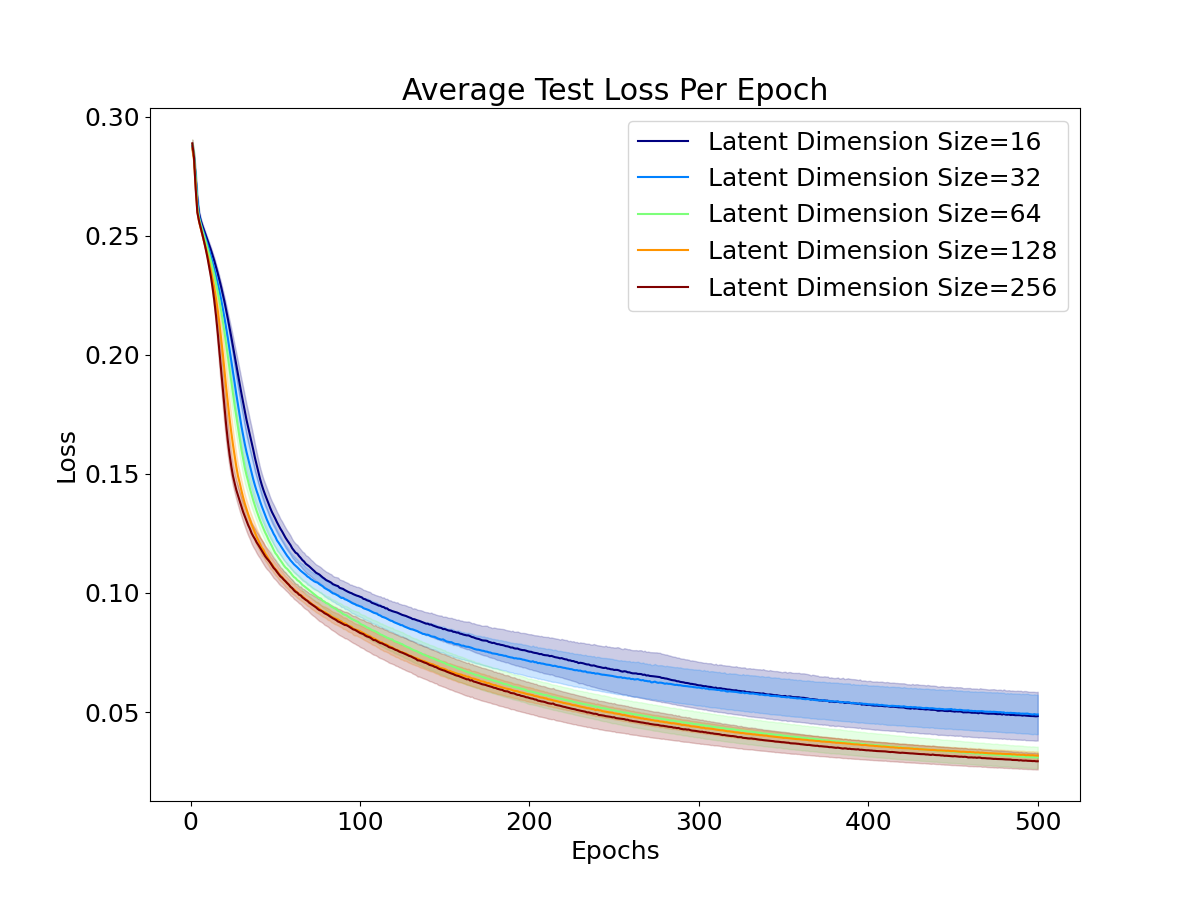 Average Test Loss Per Epoch
0.30
0.25
0.20
0.15
0.10
0.05
Loss
Latent Dimension Size=16
Latent Dimension Size=32
Latent Dimension Size=64
Latent Dimension Size=128
Latent Dimension Size=256
0 100 200 300 400 500
Epochs